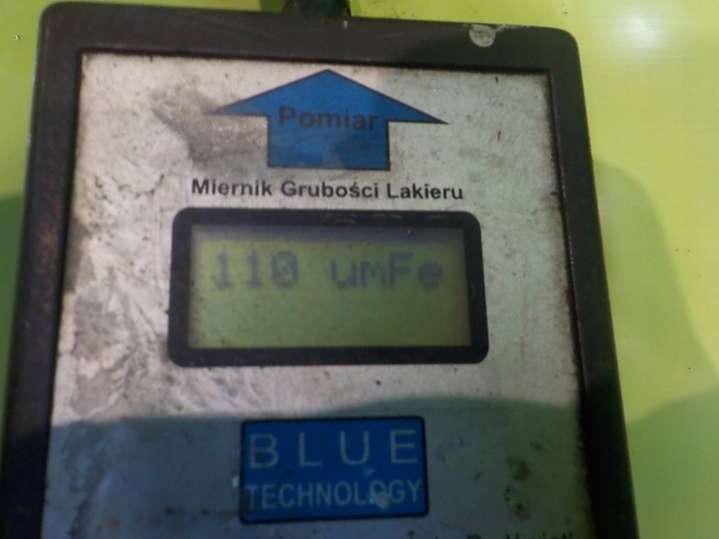 Pomiar
Miernik Grubości Lakieru
110 umFe
BLUE
TECHNOLOGY